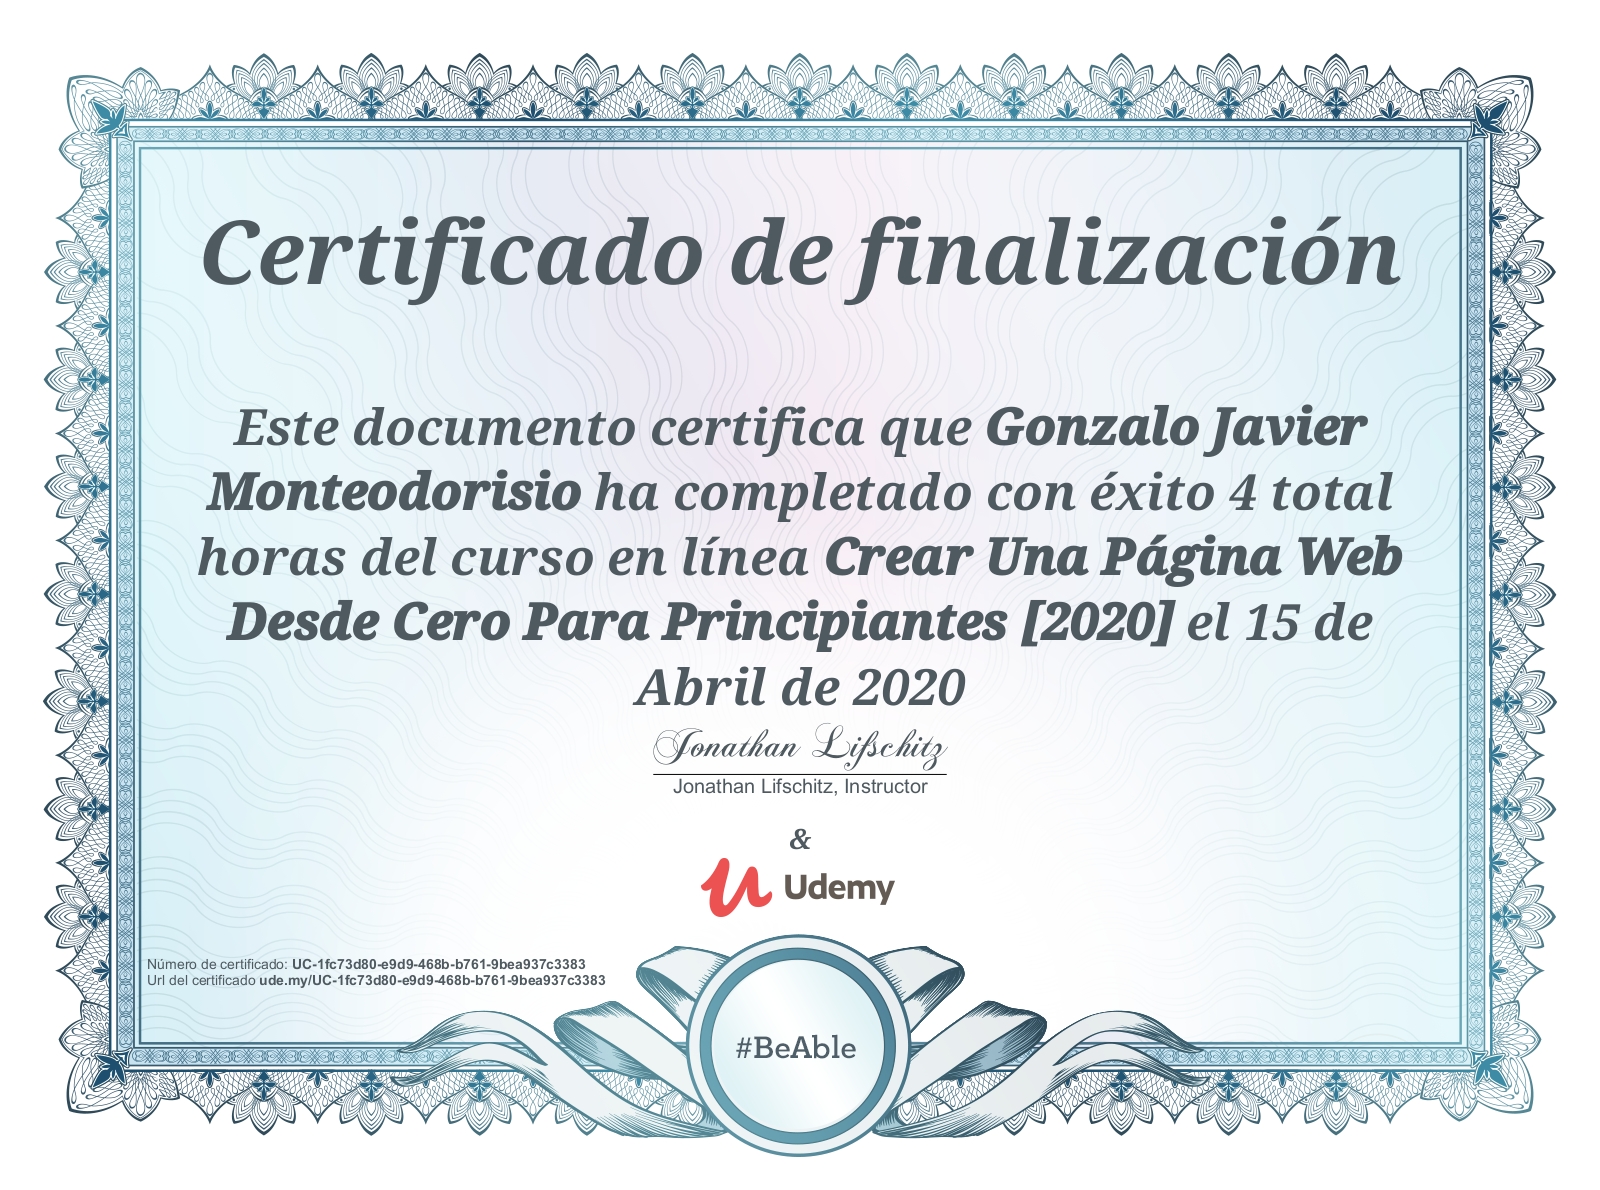 Certificado de finalización
Este documento certifica que Gonzalo Javier
Monteodorisio ha completado con éxito 4 total
horas del curso en línea Crear Una Página Web
Desde Cero Para Principiantes [2020] el 15 de
Abril de 2020
Jonathan Lifschitz
Jonathan Lifschitz, Instructor
&
Udemy
Número de certificado: UC-1fc73d80-e9d9-468b-b761-9bea937c3383
Url del certificado ude.my/UC-1fc73d80-e9d9-468b-b761-9bea937c3383
#BeAble